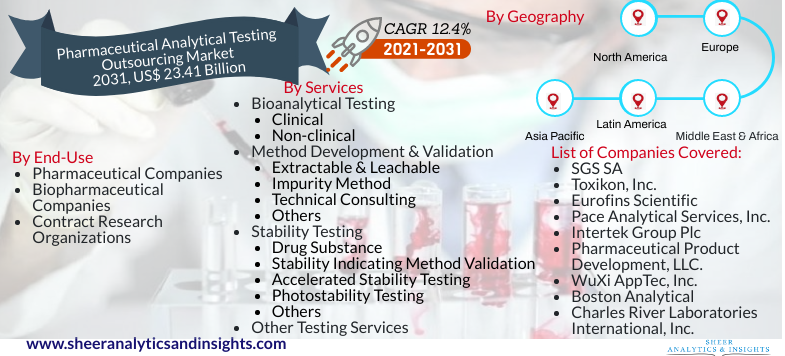 Pharmaceutical Analytical Testing
Outsourcing Market
2031, US$ 23.41 Billion
CAGR 12.4%
2021-2031
By Geography
North America
Europe
Asia Pacific
Latin America
Middle East & Africa
By End-Use
• Pharmaceutical Companies
• Biopharmaceutical
Companies
• Contract Research
Organizations
By Services
• Bioanalytical Testing
• Clinical
• Non-clinical
• Method Development & Validation
• Extractable & Leachable
• Impurity Method
• Technical Consulting
• Others
• Stability Testing
• Drug Substance
• Stability Indicating Method Validation
• Accelerated Stability Testing
• Photostability Testing
• Others
• Other Testing Services
List of Companies Covered:
• SGS SA
• Toxikon, Inc.
• Eurofins Scientific
• Pace Analytical Services, Inc.
• Intertek Group Plc
• Pharmaceutical Product
Development, LLC.
• WuXi AppTec, Inc.
• Boston Analytical
• Charles River Laboratories
International, Inc.
www.sheeranalyticsandinsights.com
SHEER
ANALYTICS & INSIGHTS